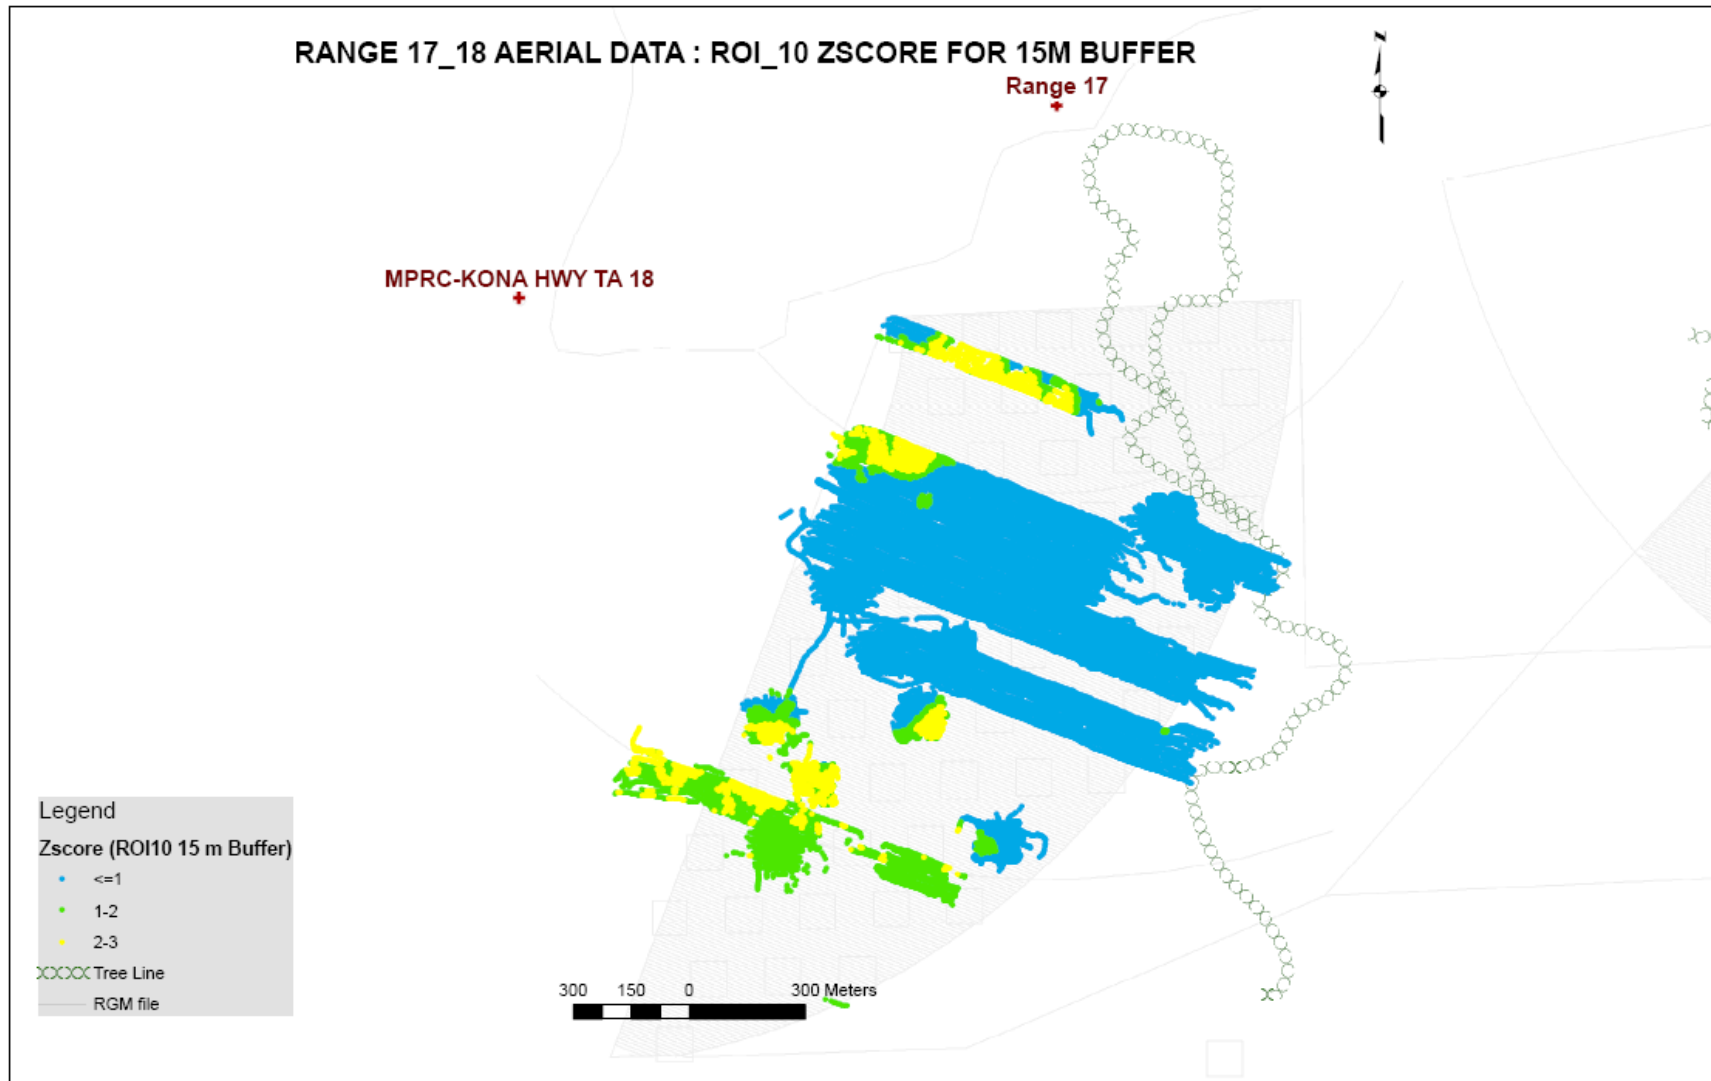 RANGE 17_18 AERIAL DATA : ROI_10 ZSCORE FOR 15M BUFFER
Range 17
N
MPRC-KONA HWY TA 18
Legend
Zscore (ROI10 15 m Buffer)
<=1
1-2
2-3
Tree Line
RGM file
300 150 0 300 Meters